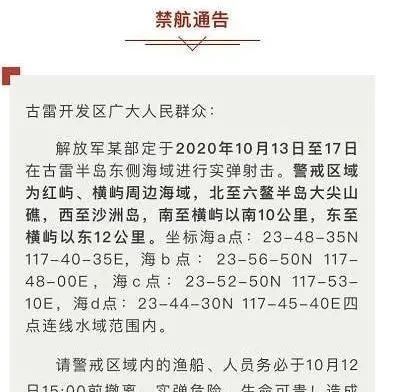 禁航通告
古雷开发区广大人民群众：
解放军某部定于2020年10月13日至17日
在古雷半岛东侧海域进行实弹射击。警戒区域
为红屿、横屿周边海域，北至六鳌半岛大尖山
礁，西至沙洲岛，南至横屿以南10公里，东至
横屿以东12公里。坐标海a点：23-48-35N
117-40-35E，海b点：23-56-50N 117-
48-00E，海c点：23-52-50N 117-53-
10E，海d点：23-44-30N 117-45-40E四
点连线水域范围内。
请警戒区域内的渔船、人员务必于10月12
日15:00前撤离，实弹危险，生命可贵！造成